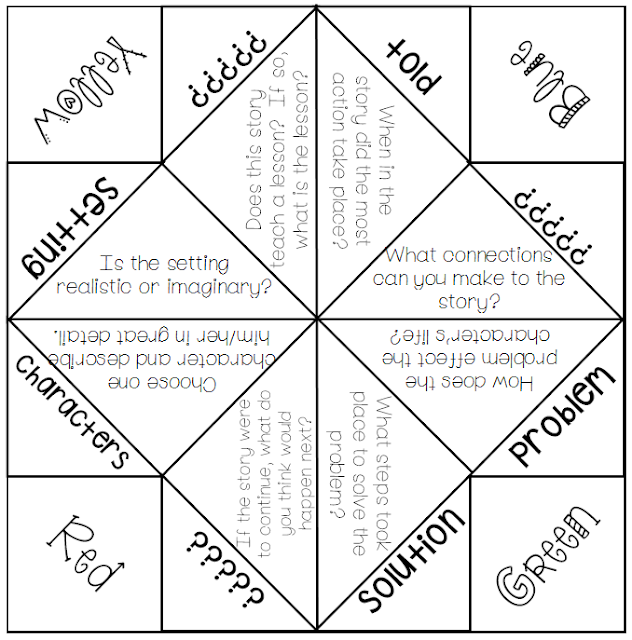 Yellow
?????
plot
Blue
Does this story
teach a lesson? If so,
what is the lesson?
When in the
story did the most
action take place?
setting
?????
Is the setting
realistic or imaginary?
What connections
can you make to the
story?
Choose one
character and describe
him/her in great detail.
How does the
problem effect the
character's life?
characters
problem
If the story were
to continue, what do
you think would
happen next?
What steps took
place to solve the
problem?
Red
?????
solution
Green